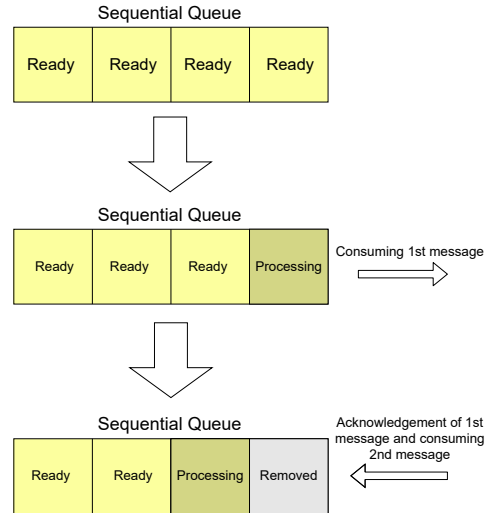 Sequential Queue
Ready Ready Ready Ready
Sequential Queue
Ready Ready Ready Processing
Consuming 1st message
Sequential Queue
Ready Ready Processing Removed
Acknowledgement of 1st
message and consuming
2nd message